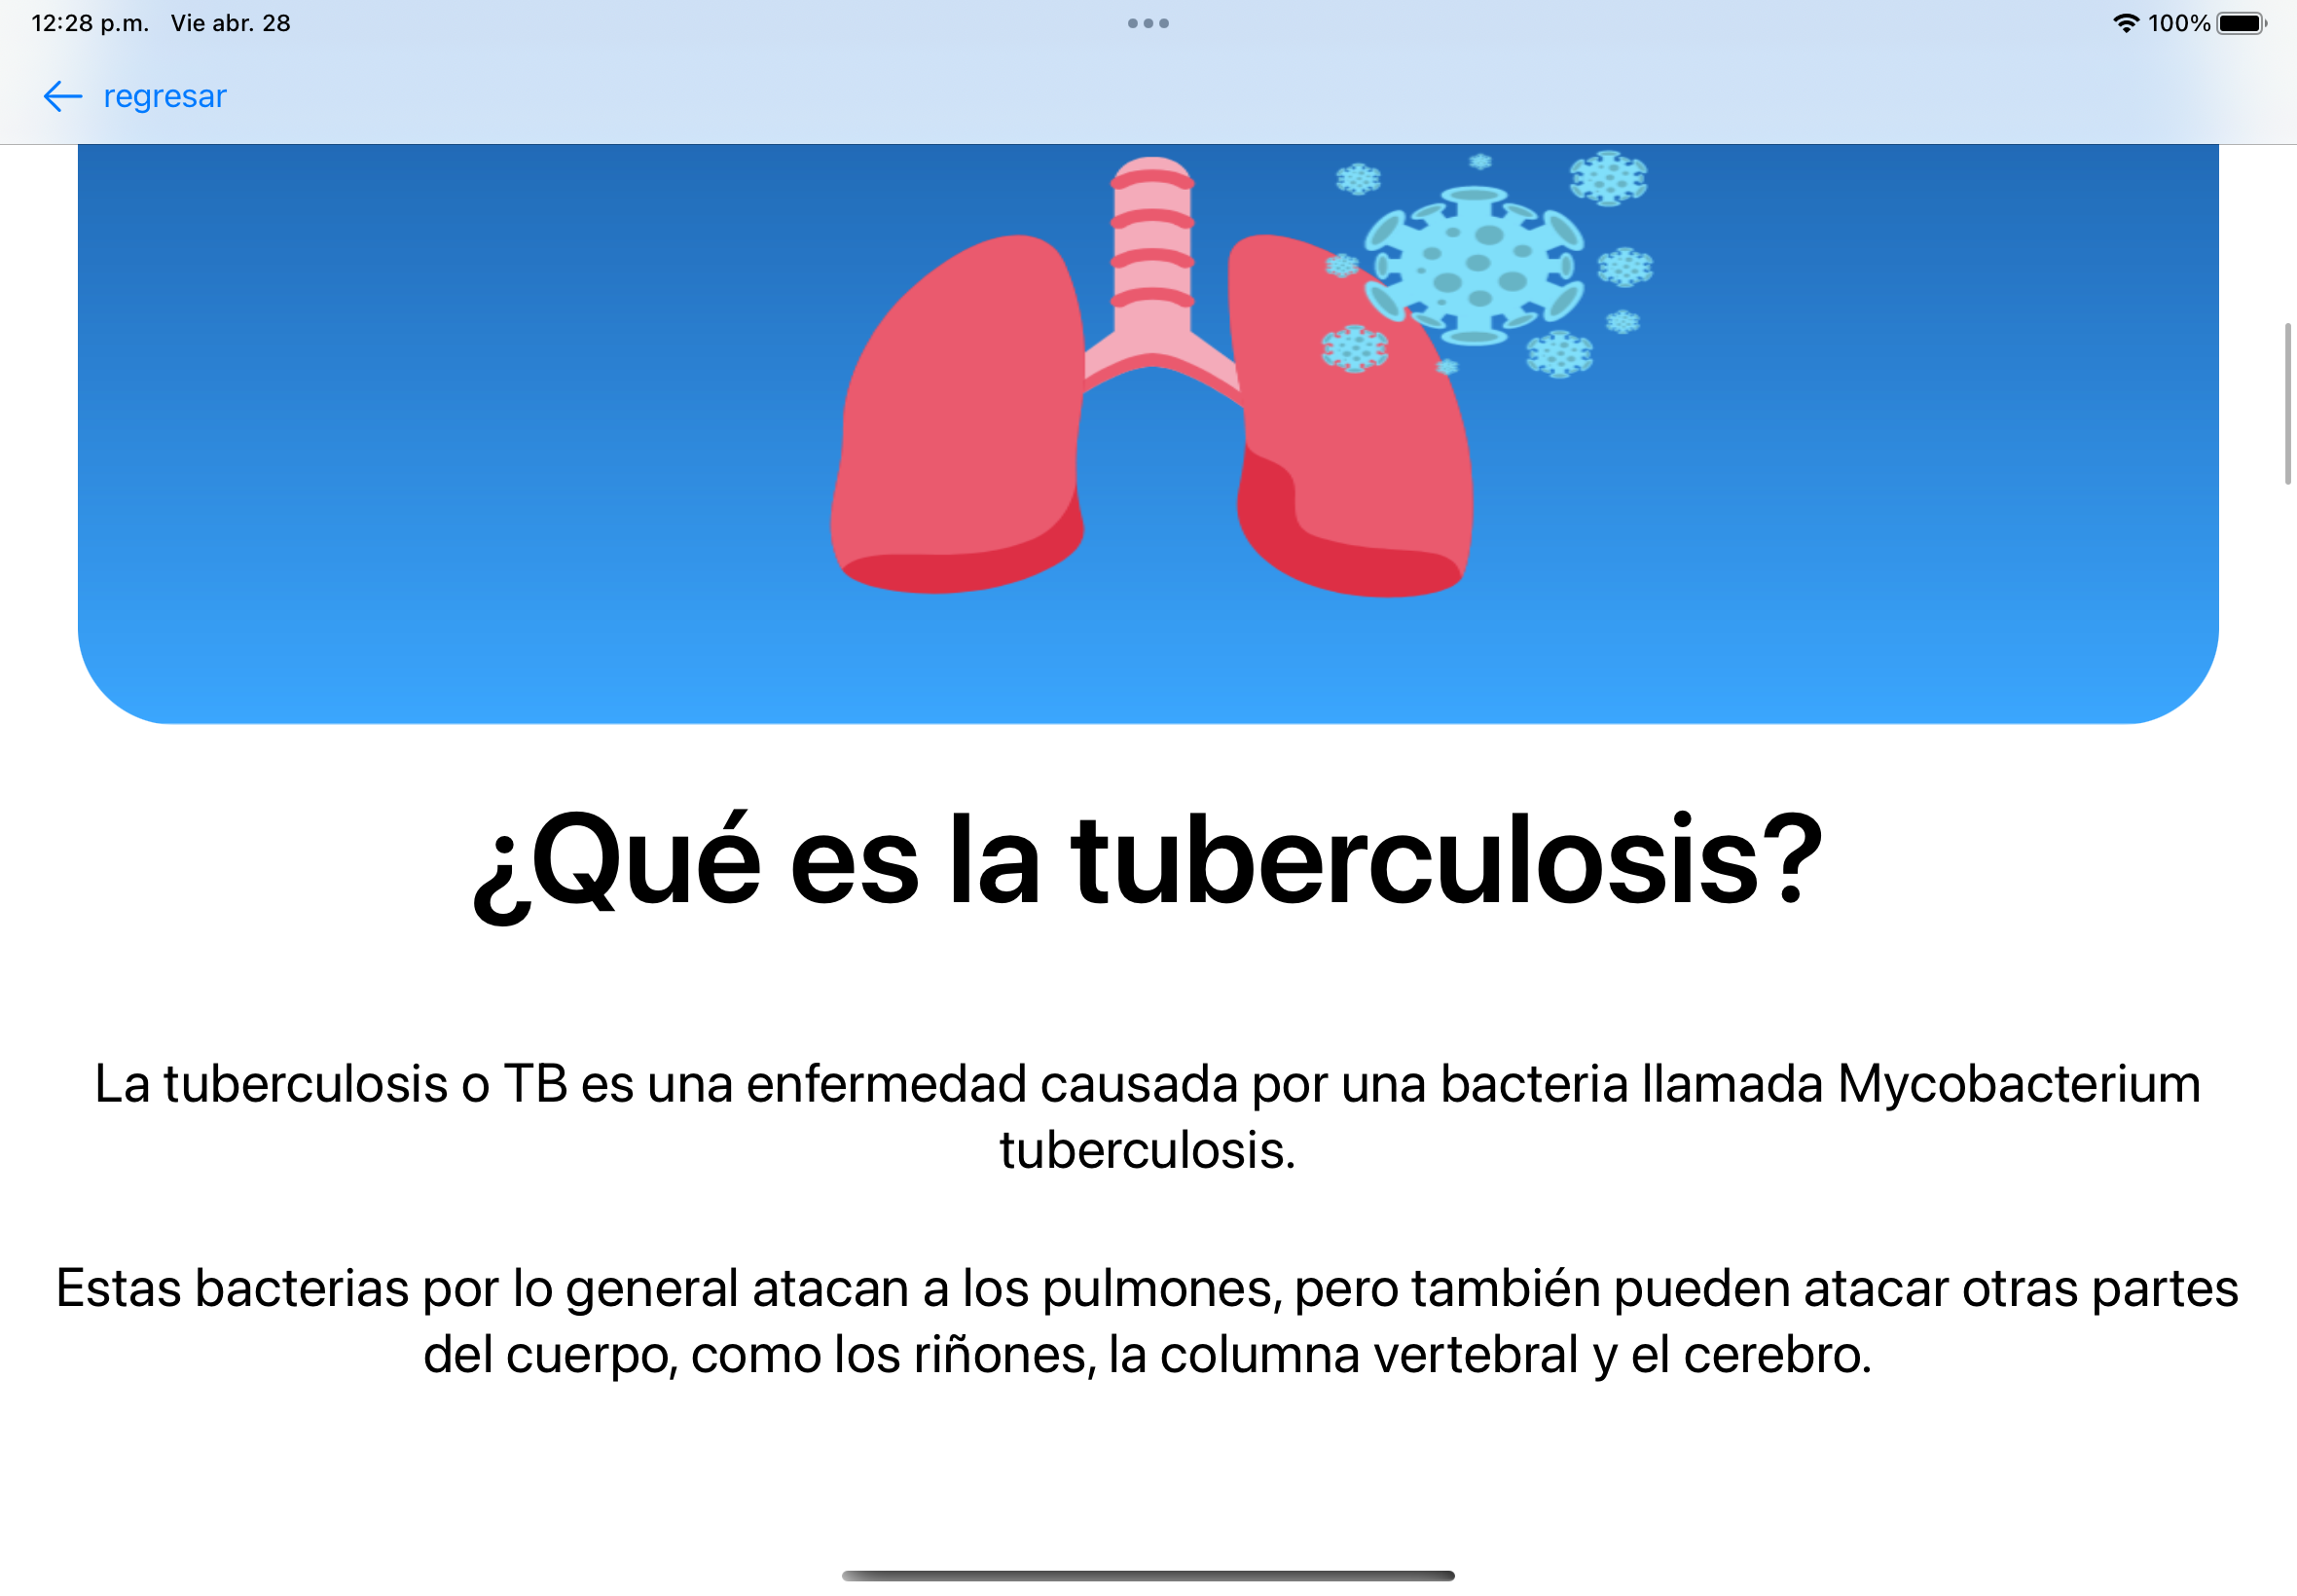 12:28 p.m. Vie abr. 28 100%
regresar
¿Qué es la tuberculosis?
La tuberculosis o TB es una enfermedad causada por una bacteria llamada Mycobacterium
tuberculosis.
Estas bacterias por lo general atacan a los pulmones, pero también pueden atacar otras partes
del cuerpo, como los riñones, la columna vertebral y el cerebro.